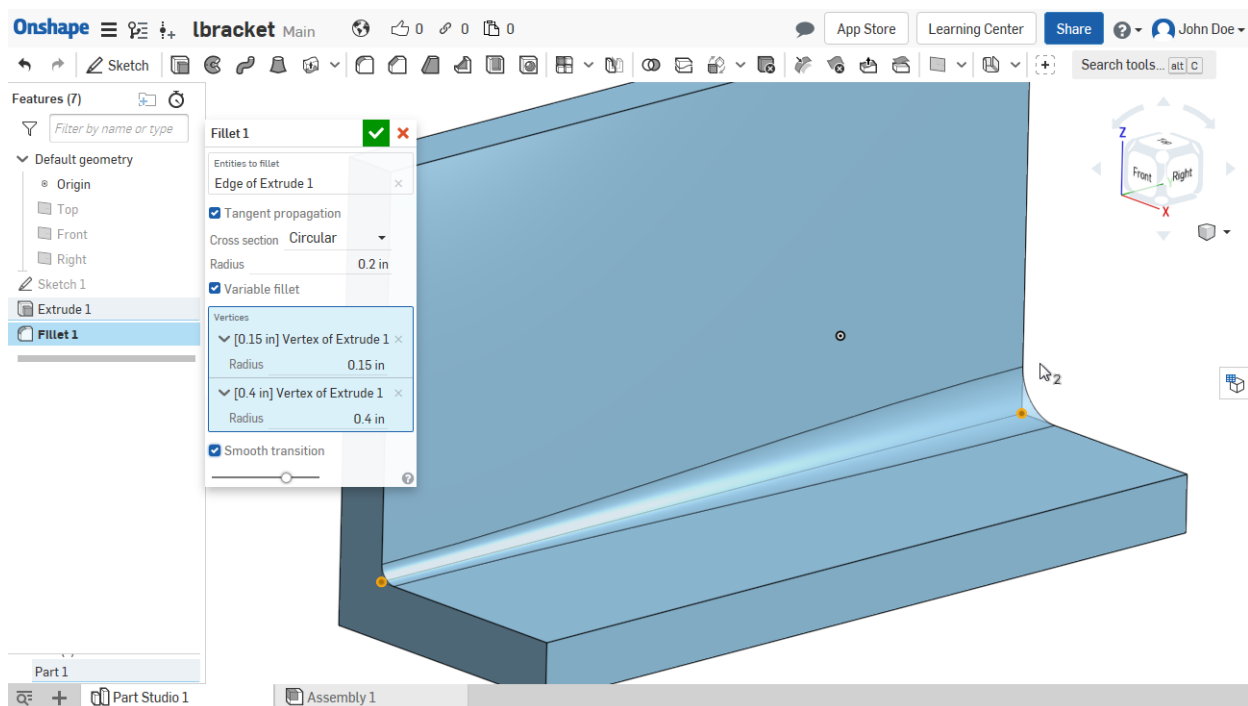 Onshape lbracket Main 0 0 0 App Store Learning Center Share John Doe
Sketch Search tools... alt C
Features (7)
Filter by name or type
Default geometry
Origin
Top
Front
Right
Sketch 1
Extrude 1
Fillet 1
Part 1
Fillet 1
Entities to fillet
Edge of Extrude 1
Tangent propagation
Cross section Circular
Radius 0.2 in
Variable fillet
Vertices
[0.15 in] Vertex of Extrude 1
Radius 0.15 in
[0.4 in] Vertex of Extrude 1
Radius 0.4 in
Smooth transition
2
Z
Top
Front Right
X
Part Studio 1 Assembly 1